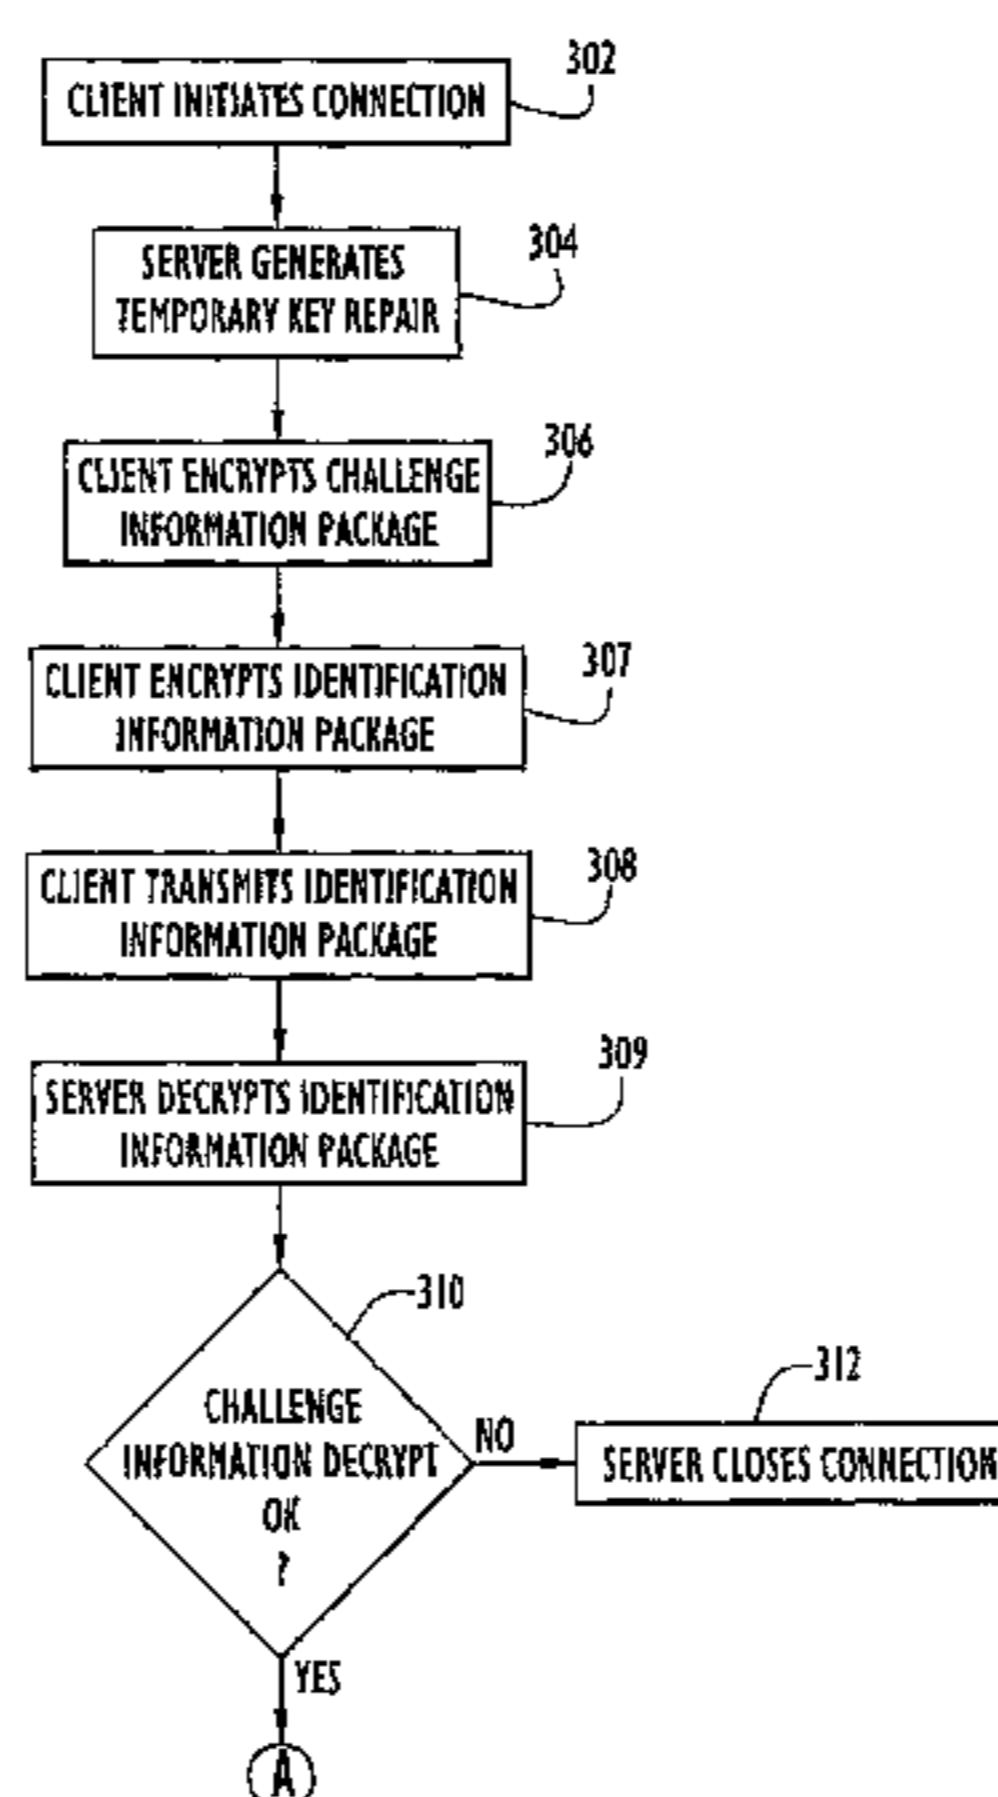 302
CLIENT INITIATES CONNECTION
304
SERVER GENERATES
TEMPORARY KEY REPAIR
306
CLIENT ENCRYPTS CHALLENGE
INFORMATION PACKAGE
307
CLIENT ENCRYPTS IDENTIFICATION
INFORMATION PACKAGE
308
CLIENT TRANSMITS IDENTIFICATION
INFORMATION PACKAGE
309
SERVER DECRYPTS IDENTIFICATION
INFORMATION PACKAGE
310
CHALLENGE
INFORMATION DECRYPT
OK
?
NO
312
SERVER CLOSES CONNECTION
YES
A